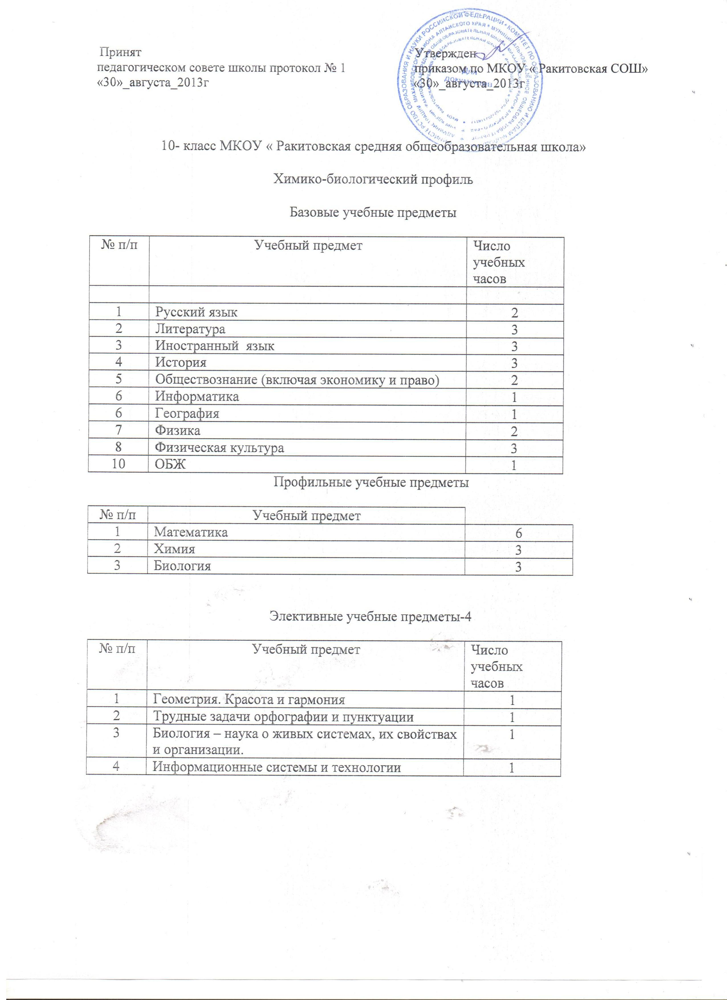 Принят
педагогическом совете школы протокол № 1
«30»_августа_2013г
Утвержден
приказом по МКОУ « Ракитовская СОШ»
«30»_августа_2013г
МИНИСТЕРСТВО ОБРАЗОВАНИЯ И НАУКИ РОССИЙСКОЙ ФЕДЕРАЦИИ * КОМИТЕТ ПО ОБРАЗОВАНИЮ И ДЕЛАМ
АДМИНИСТРАЦИИ МИХАЙЛОВСКОГО РАЙОНА АЛТАЙСКОГО КРАЯ * МУНИЦИПАЛЬНОЕ КАЗЁННОЕ ОБЩЕОБРАЗОВАТЕЛЬНОЕ
Для
документов
10- класс МКОУ « Ракитовская средняя общеобразовательная школа»
Химико-биологический профиль
Базовые учебные предметы
№ п/п Учебный предмет Число
учебных
часов
1 Русский язык 2
2 Литература 3
3 Иностранный  язык 3
4 История 3
5 Обществознание (включая экономику и право) 2
6 Информатика 1
6 География 1
7 Физика 2
8 Физическая культура 3
10 ОБЖ 1
Профильные учебные предметы
№ п/п Учебный предмет
1 Математика 6
2 Химия 3
3 Биология 3
Элективные учебные предметы-4
№ п/п Учебный предмет Число
учебных
часов
1 Геометрия. Красота и гармония 1
2 Трудные задачи орфографии и пунктуации 1
3 Биология – наука о живых системах, их свойствах 1
и организации.
4 Информационные системы и технологии 1